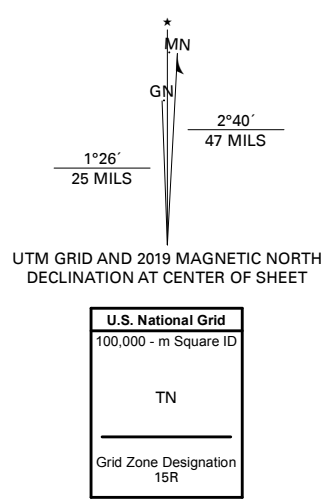 ★
MN
GN
2°40´
47 MILS
1°26´
25 MILS
UTM GRID AND 2019 MAGNETIC NORTH
DECLINATION AT CENTER OF SHEET
U.S. National Grid
100,000 - m Square ID
TN
Grid Zone Designation
15R